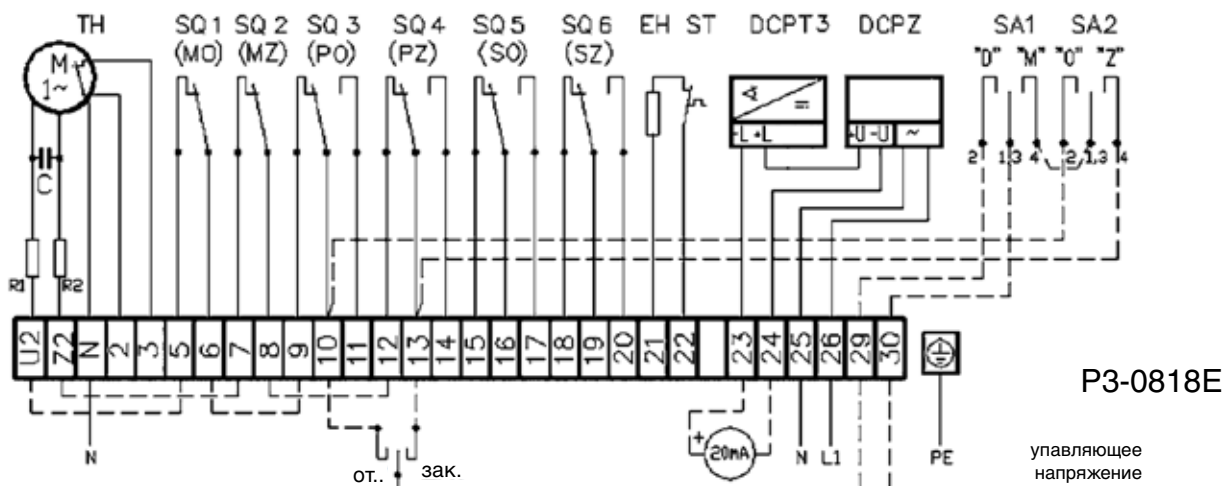 TH SQ 1 SQ 2 SQ 3 SQ 4 SQ 5 SQ 6 EH ST DCPT3 DCPZ SA1 SA2
(MO) (MZ) (PO) (PZ) (SO) (SZ) "D" "M" "O" "Z"
M
1~
-L +L +U -U ~
2 1,3 4 2 1,3 4
C
R1 R2
U2 Z2 N 2 3 5 6 7 8 9 10 11 12 13 14 15 16 17 18 19 20 21 22 23 24 25 26 29 30
P3-0818E
+
20mA
N от.. зак. N L1 PE
упавляющее
напряжение